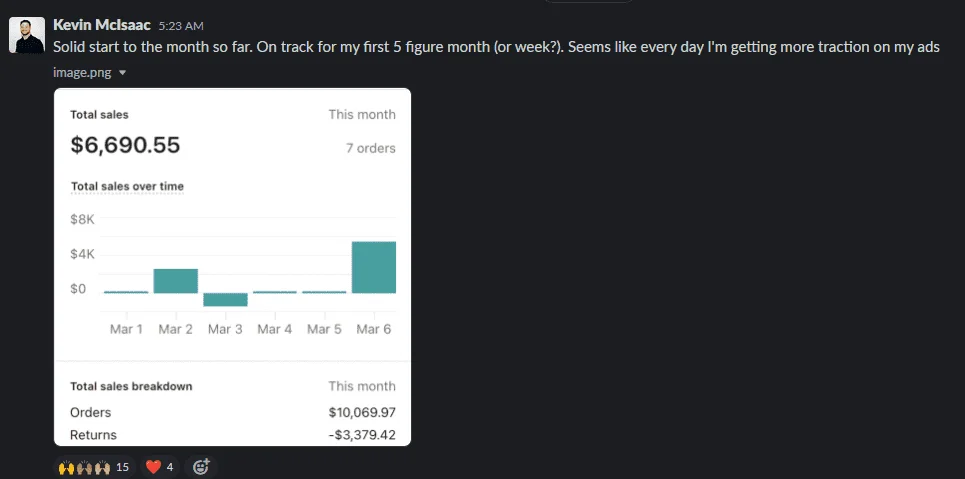 Kevin McIsaac 5:23 AM
Solid start to the month so far. On track for my first 5 figure month (or week?). Seems like every day I'm getting more traction on my ads
image.png
Total sales This month
$6,690.55 7 orders
Total sales over time
$8K
$4K
$0
Mar 1 Mar 2 Mar 3 Mar 4 Mar 5 Mar 6
Total sales breakdown This month
Orders $10,069.97
Returns -$3,379.42
15 4